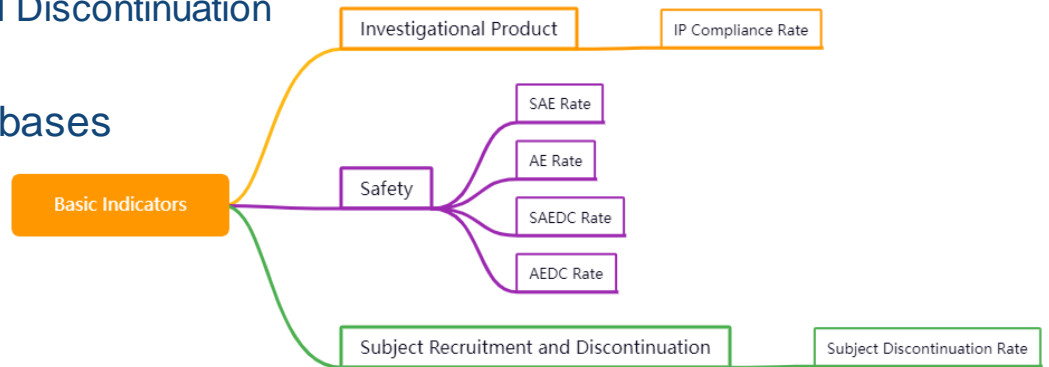 Discontinuation
bases
Investigational Product
IP Compliance Rate
SAE Rate
AE Rate
Basic Indicators
Safety
SAEDC Rate
AEDC Rate
Subject Recruitment and Discontinuation
Subject Discontinuation Rate